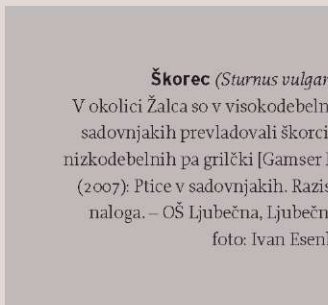 Škorec (Sturnus vulgar
V okolici Žalca so v visokodebeln
sadovnjakih prevladovali škorci
nizkodebelnih pa grilčki [Gamser
(2007): Ptice v sadovnjakih. Razis
naloga. – OŠ Ljubečna, Ljubečn
foto: Ivan Esen